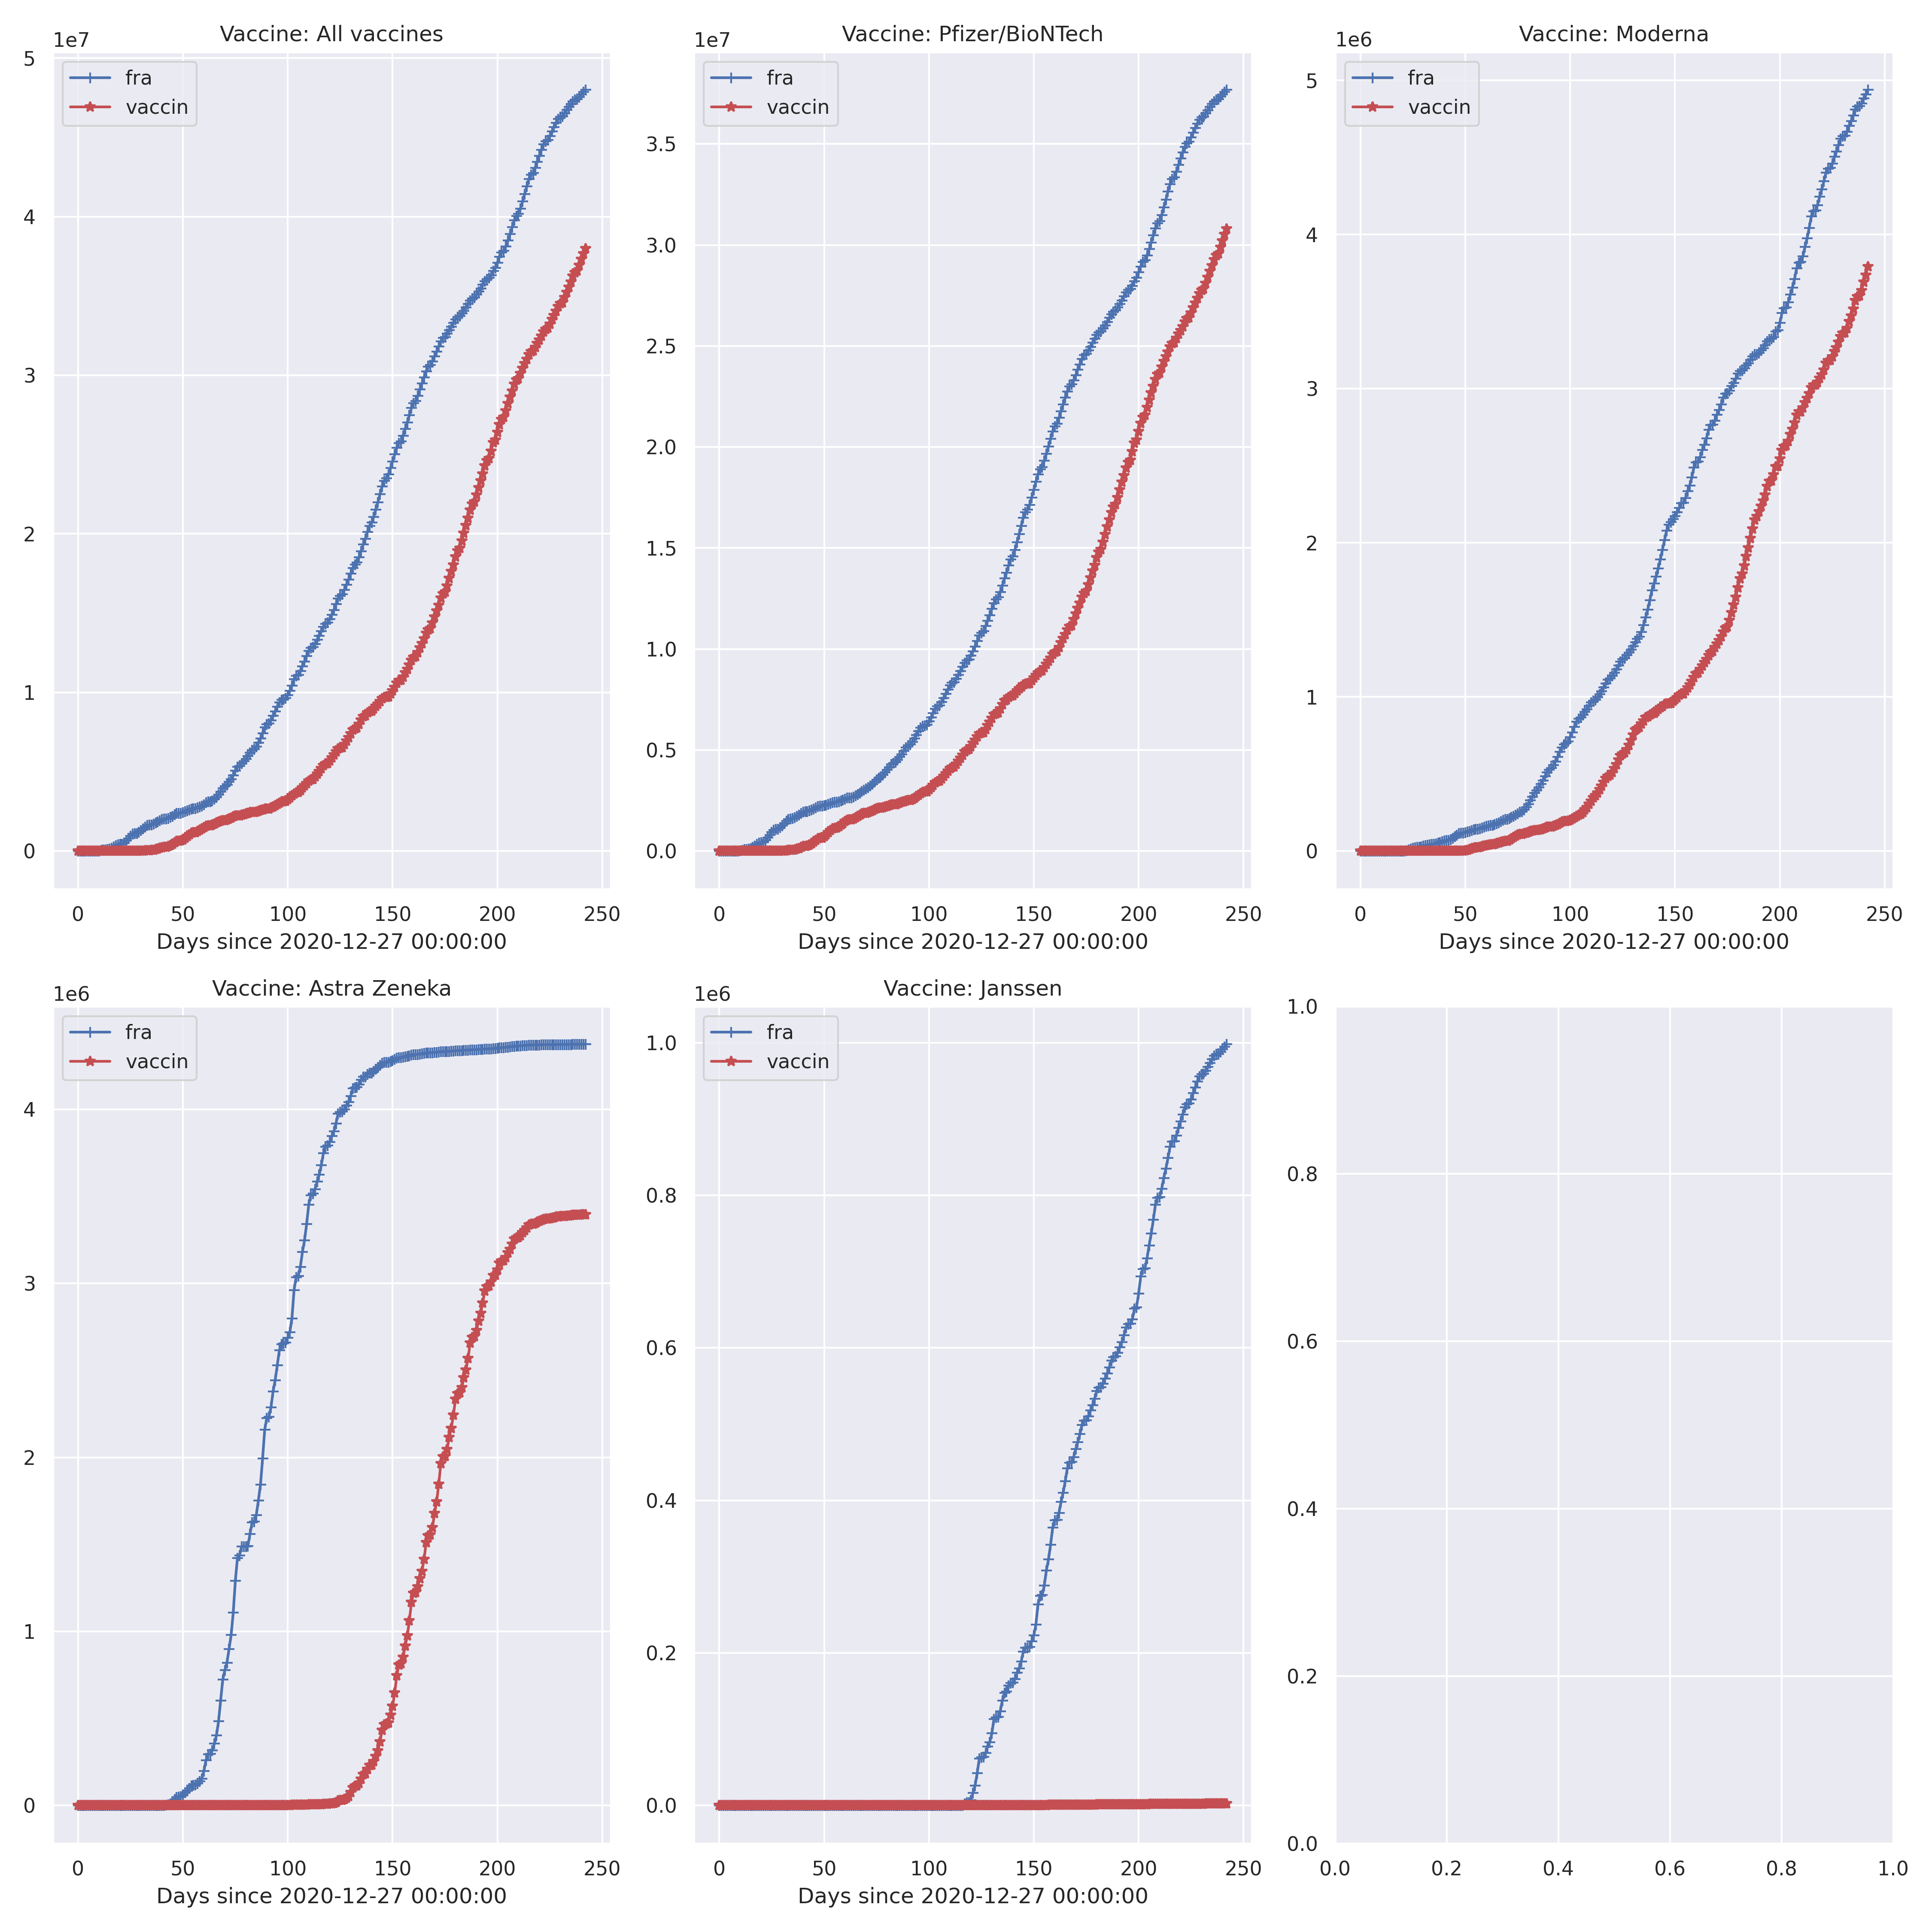 Vaccine: All vaccines
1e7
fra
vaccin
5
4
3
2
1
0
0 50 100 150 200 250
Days since 2020-12-27 00:00:00
Vaccine: Pfizer/BioNTech
1e7
fra
vaccin
3.5
3.0
2.5
2.0
1.5
1.0
0.5
0.0
0 50 100 150 200 250
Days since 2020-12-27 00:00:00
Vaccine: Moderna
1e6
fra
vaccin
5
4
3
2
1
0
0 50 100 150 200 250
Days since 2020-12-27 00:00:00
Vaccine: Astra Zeneka
1e6
fra
vaccin
4
3
2
1
0
0 50 100 150 200 250
Days since 2020-12-27 00:00:00
Vaccine: Janssen
1e6
fra
vaccin
1.0
0.8
0.6
0.4
0.2
0.0
0 50 100 150 200 250
Days since 2020-12-27 00:00:00
1.0
0.8
0.6
0.4
0.2
0.0
0.0 0.2 0.4 0.6 0.8 1.0